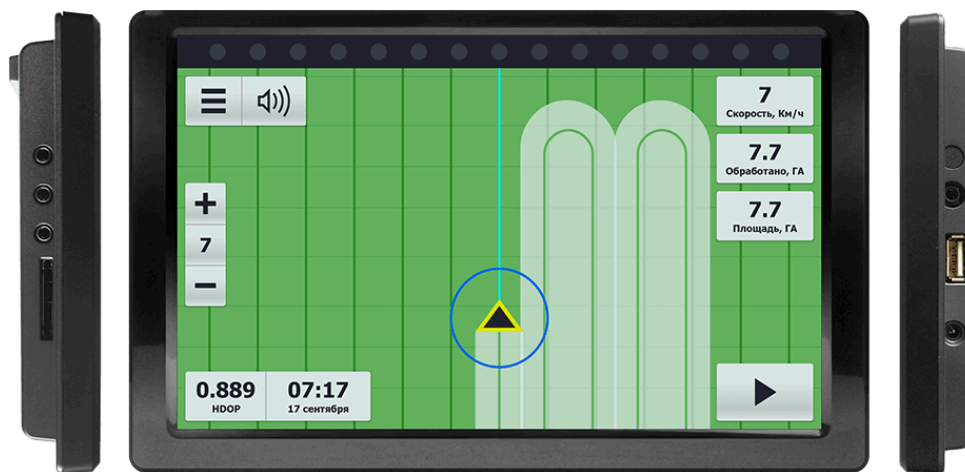 7
Скорость, Км/ч
7.7
Обработано, ГА
7.7
Площадь, ГА
+
7
−
0.889
HDOP
07:17
17 сентября